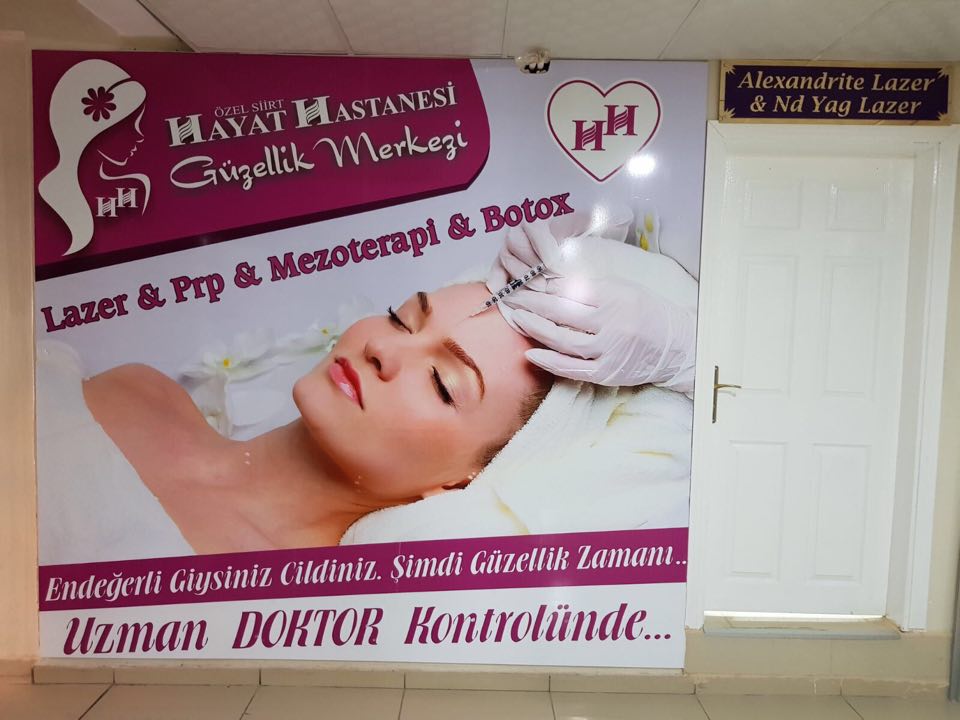 ÖZEL SİİRT
HAYAT HASTANESİ
Güzellik Merkezi
HH
HH
Lazer & Prp & Mezoterapi & Botox
Endeğerli Giysiniz Cildiniz. Şimdi Güzellik Zamanı..
Uzman DOKTOR Kontrolünde...
Alexandrite Lazer
& Nd Yag Lazer